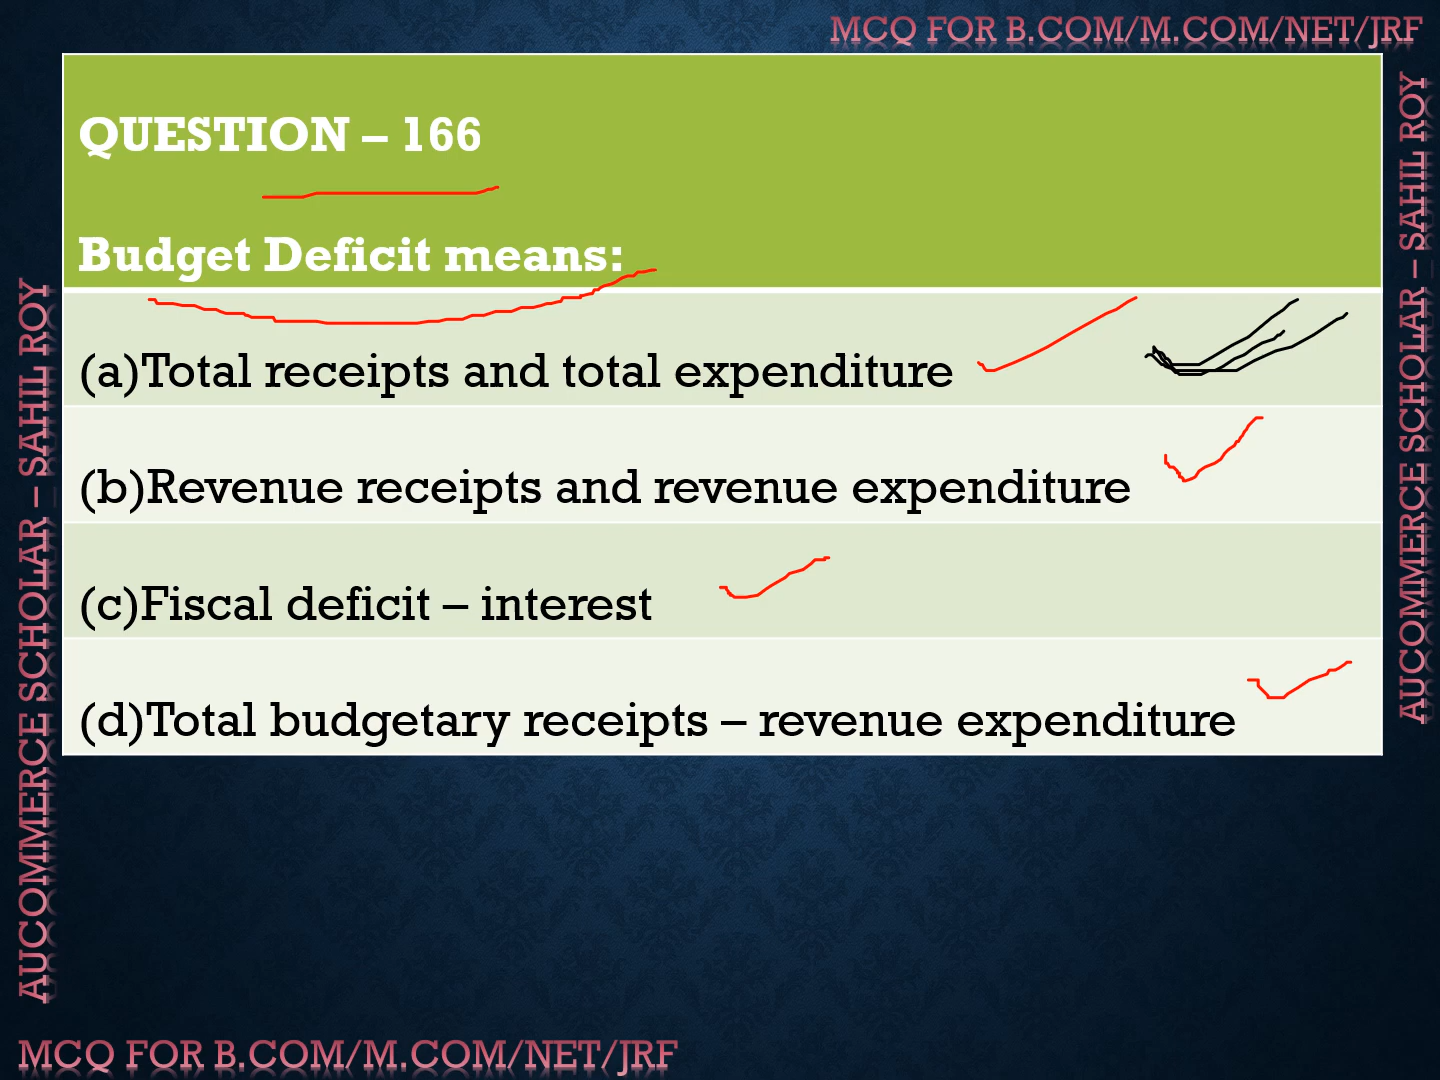 MCQ FOR B.COM/M.COM/NET/JRF
QUESTION – 166
Budget Deficit means:
(a)Total receipts and total expenditure
(b)Revenue receipts and revenue expenditure
(c)Fiscal deficit – interest
(d)Total budgetary receipts – revenue expenditure
AUCOMMERCE SCHOLAR – SAHIL ROY
AUCOMMERCE SCHOLAR – SAHIL ROY
MCQ FOR B.COM/M.COM/NET/JRF